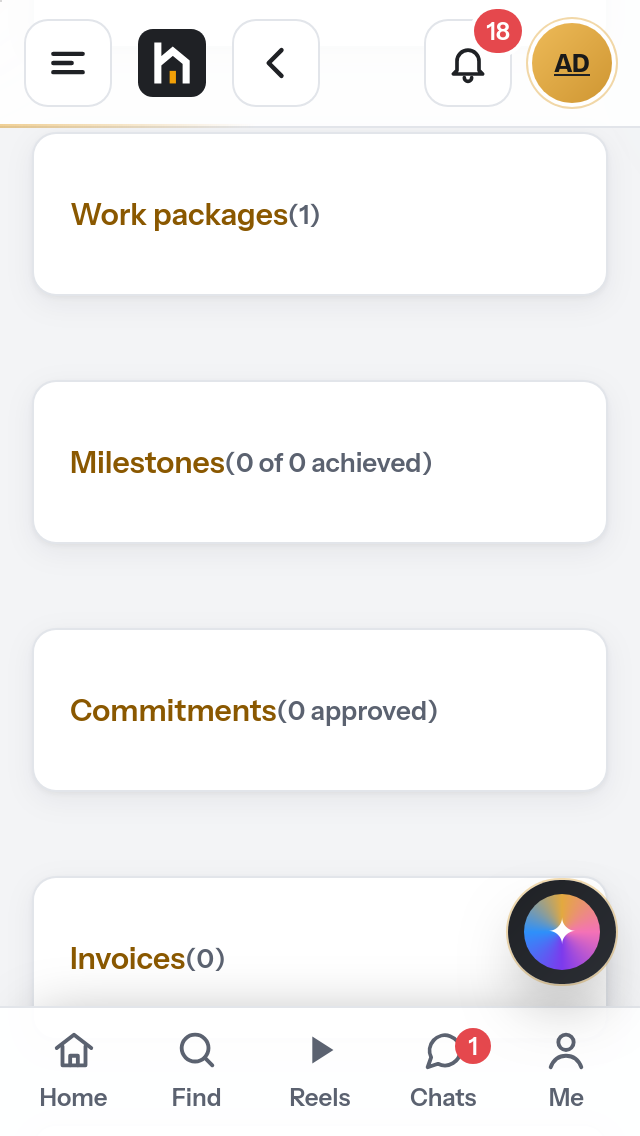 18
AD
Work packages(1)
Milestones(0 of 0 achieved)
Commitments(0 approved)
Invoices(0)
1
Home
Find
Reels
Chats
Me